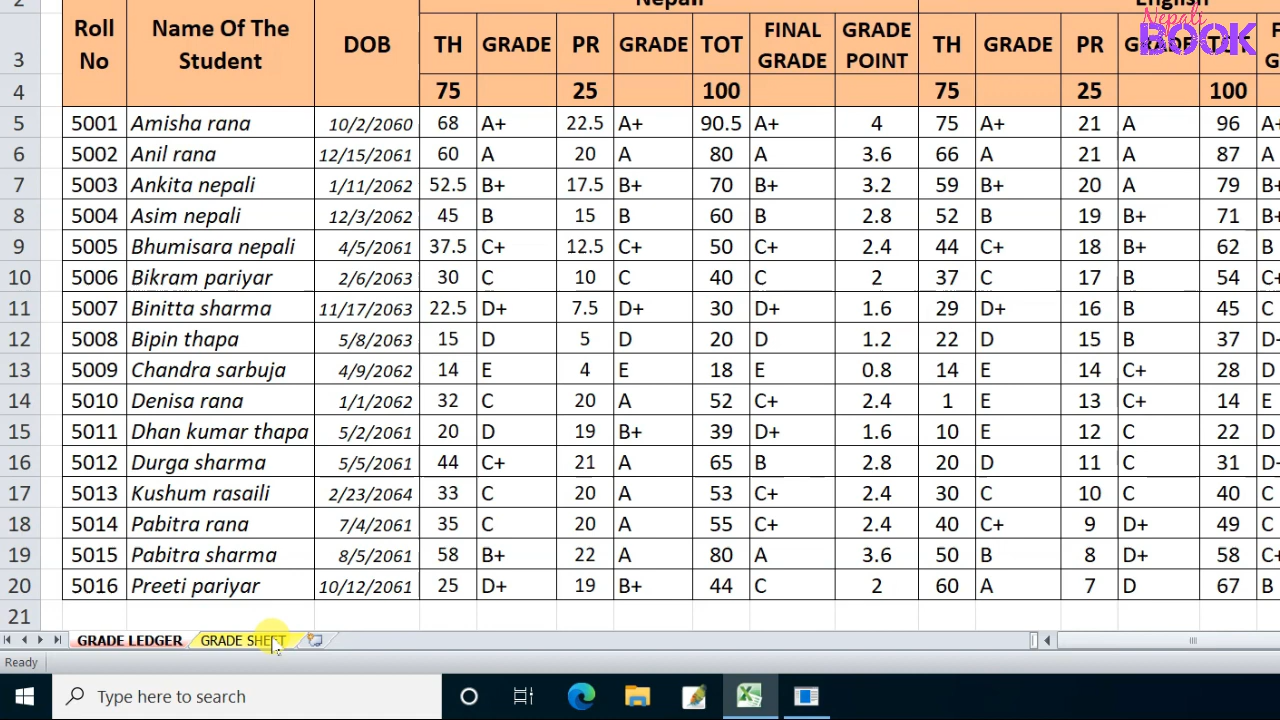 2 Nepali English
Nepali BOOK
3 Roll No Name Of The Student DOB TH GRADE PR GRADE TOT FINAL GRADE GRADE POINT TH GRADE PR GRADE
4 75 25 100 75 25 100
5 5001 Amisha rana 10/2/2060 68 A+ 22.5 A+ 90.5 A+ 4 75 A+ 21 A 96 A+
6 5002 Anil rana 12/15/2061 60 A 20 A 80 A 3.6 66 A 21 A 87 A
7 5003 Ankita nepali 1/11/2062 52.5 B+ 17.5 B+ 70 B+ 3.2 59 B+ 20 A 79 B+
8 5004 Asim nepali 12/3/2062 45 B 15 B 60 B 2.8 52 B 19 B+ 71 B+
9 5005 Bhumisara nepali 4/5/2061 37.5 C+ 12.5 C+ 50 C+ 2.4 44 C+ 18 B+ 62 B
10 5006 Bikram pariyar 2/6/2063 30 C 10 C 40 C 2 37 C 17 B 54 C+
11 5007 Binitta sharma 11/17/2063 22.5 D+ 7.5 D+ 30 D+ 1.6 29 D+ 16 B 45 C
12 5008 Bipin thapa 5/8/2063 15 D 5 D 20 D 1.2 22 D 15 B 37 D+
13 5009 Chandra sarbuja 4/9/2062 14 E 4 E 18 E 0.8 14 E 14 C+ 28 D
14 5010 Denisa rana 1/1/2062 32 C 20 A 52 C+ 2.4 1 E 13 C+ 14 E
15 5011 Dhan kumar thapa 5/2/2061 20 D 19 B+ 39 D+ 1.6 10 E 12 C 22 D
16 5012 Durga sharma 5/5/2061 44 C+ 21 A 65 B 2.8 20 D 11 C 31 D+
17 5013 Kushum rasaili 2/23/2064 33 C 20 A 53 C+ 2.4 30 C 10 C 40 C
18 5014 Pabitra rana 7/4/2061 35 C 20 A 55 C+ 2.4 40 C+ 9 D+ 49 C
19 5015 Pabitra sharma 8/5/2061 58 B+ 22 A 80 A 3.6 50 B 8 D+ 58 C+
20 5016 Preeti pariyar 10/12/2061 25 D+ 19 B+ 44 C 2 60 A 7 D 67 B
21
GRADE LEDGER GRADE SHEET
Ready
Type here to search